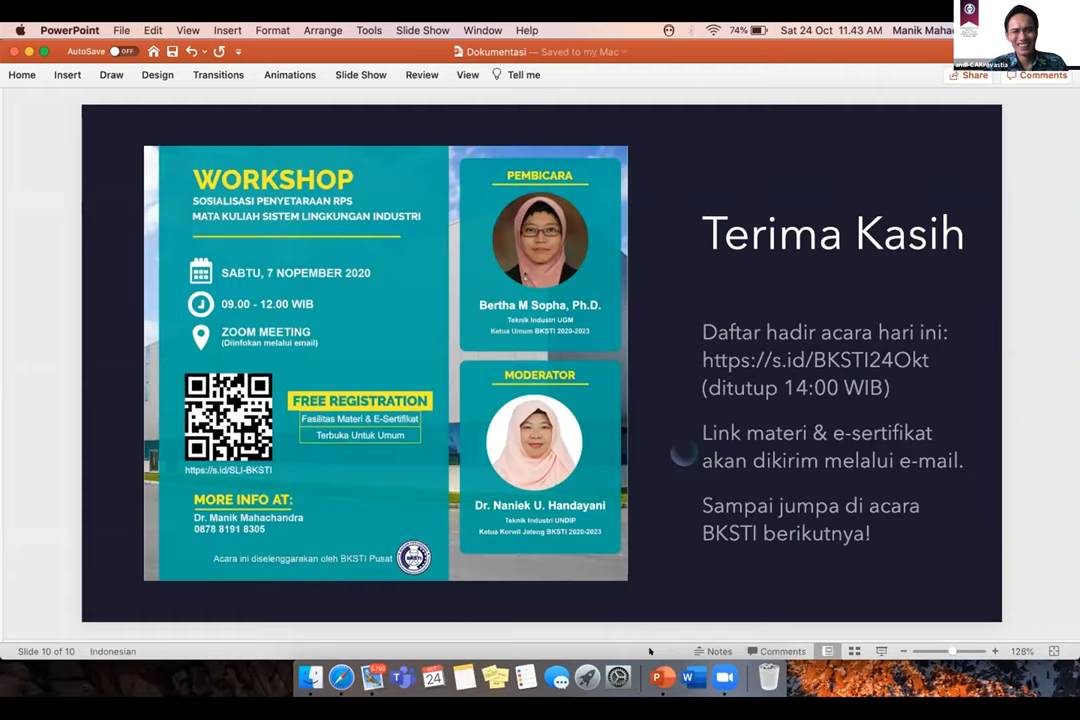 PowerPoint File Edit View Insert Format Arrange Tools Slide Show Window Help 74% Sat 24 Oct 11.43 AM Manik
AutoSave OFF Dokumentasi — Saved to my Mac
Home Insert Draw Design Transitions Animations Slide Show Review View Tell me Share Comments
WORKSHOP
SOSIALISASI PENYETARAAN RPS
MATA KULIAH SISTEM LINGKUNGAN INDUSTRI
SABTU, 7 NOPEMBER 2020
09.00 - 12.00 WIB
ZOOM MEETING
(Diinfokan melalui email)
FREE REGISTRATION
Fasilitas Materi & E-Sertifikat
Terbuka Untuk Umum
https://s.id/SLI-BKSTI
MORE INFO AT:
Dr. Manik Mahachandra
0878 8191 8305
Acara ini diselenggarakan oleh BKSTI Pusat
BKSTI
PEMBICARA
Bertha M Sopha, Ph.D.
Teknik Industri UGM
Ketua Umum BKSTI 2020-2023
MODERATOR
Dr. Naniek U. Handayani
Teknik Industri UNDIP
Ketua Korwil Jateng BKSTI 2020-2023
Terima Kasih
Daftar hadir acara hari ini:
https://s.id/BKSTI24Okt
(ditutup 14:00 WIB)
Link materi & e-sertifikat
akan dikirim melalui e-mail.
Sampai jumpa di acara
BKSTI berikutnya!
Slide 10 of 10 Indonesian Notes Comments 128%
OCT
24